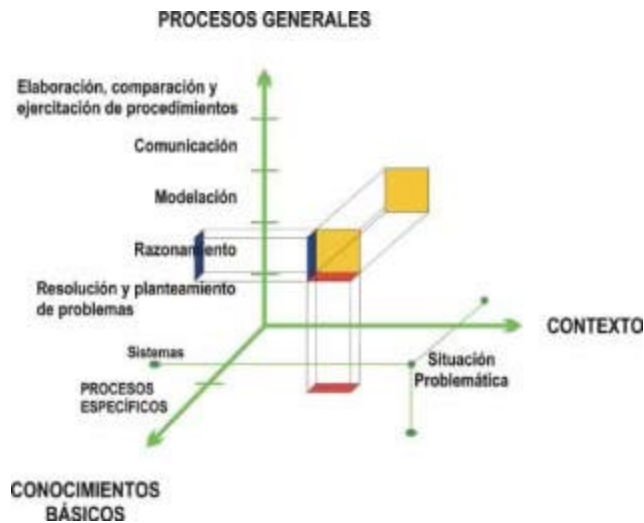 PROCESOS GENERALES
Elaboración, comparación y
ejercitación de procedimientos
Comunicación
Modelación
Razonamiento
Resolución y planteamiento
de problemas
CONTEXTO
Sistemas
Situación
Problemática
PROCESOS
ESPECÍFICOS
CONOCIMIENTOS
BÁSICOS